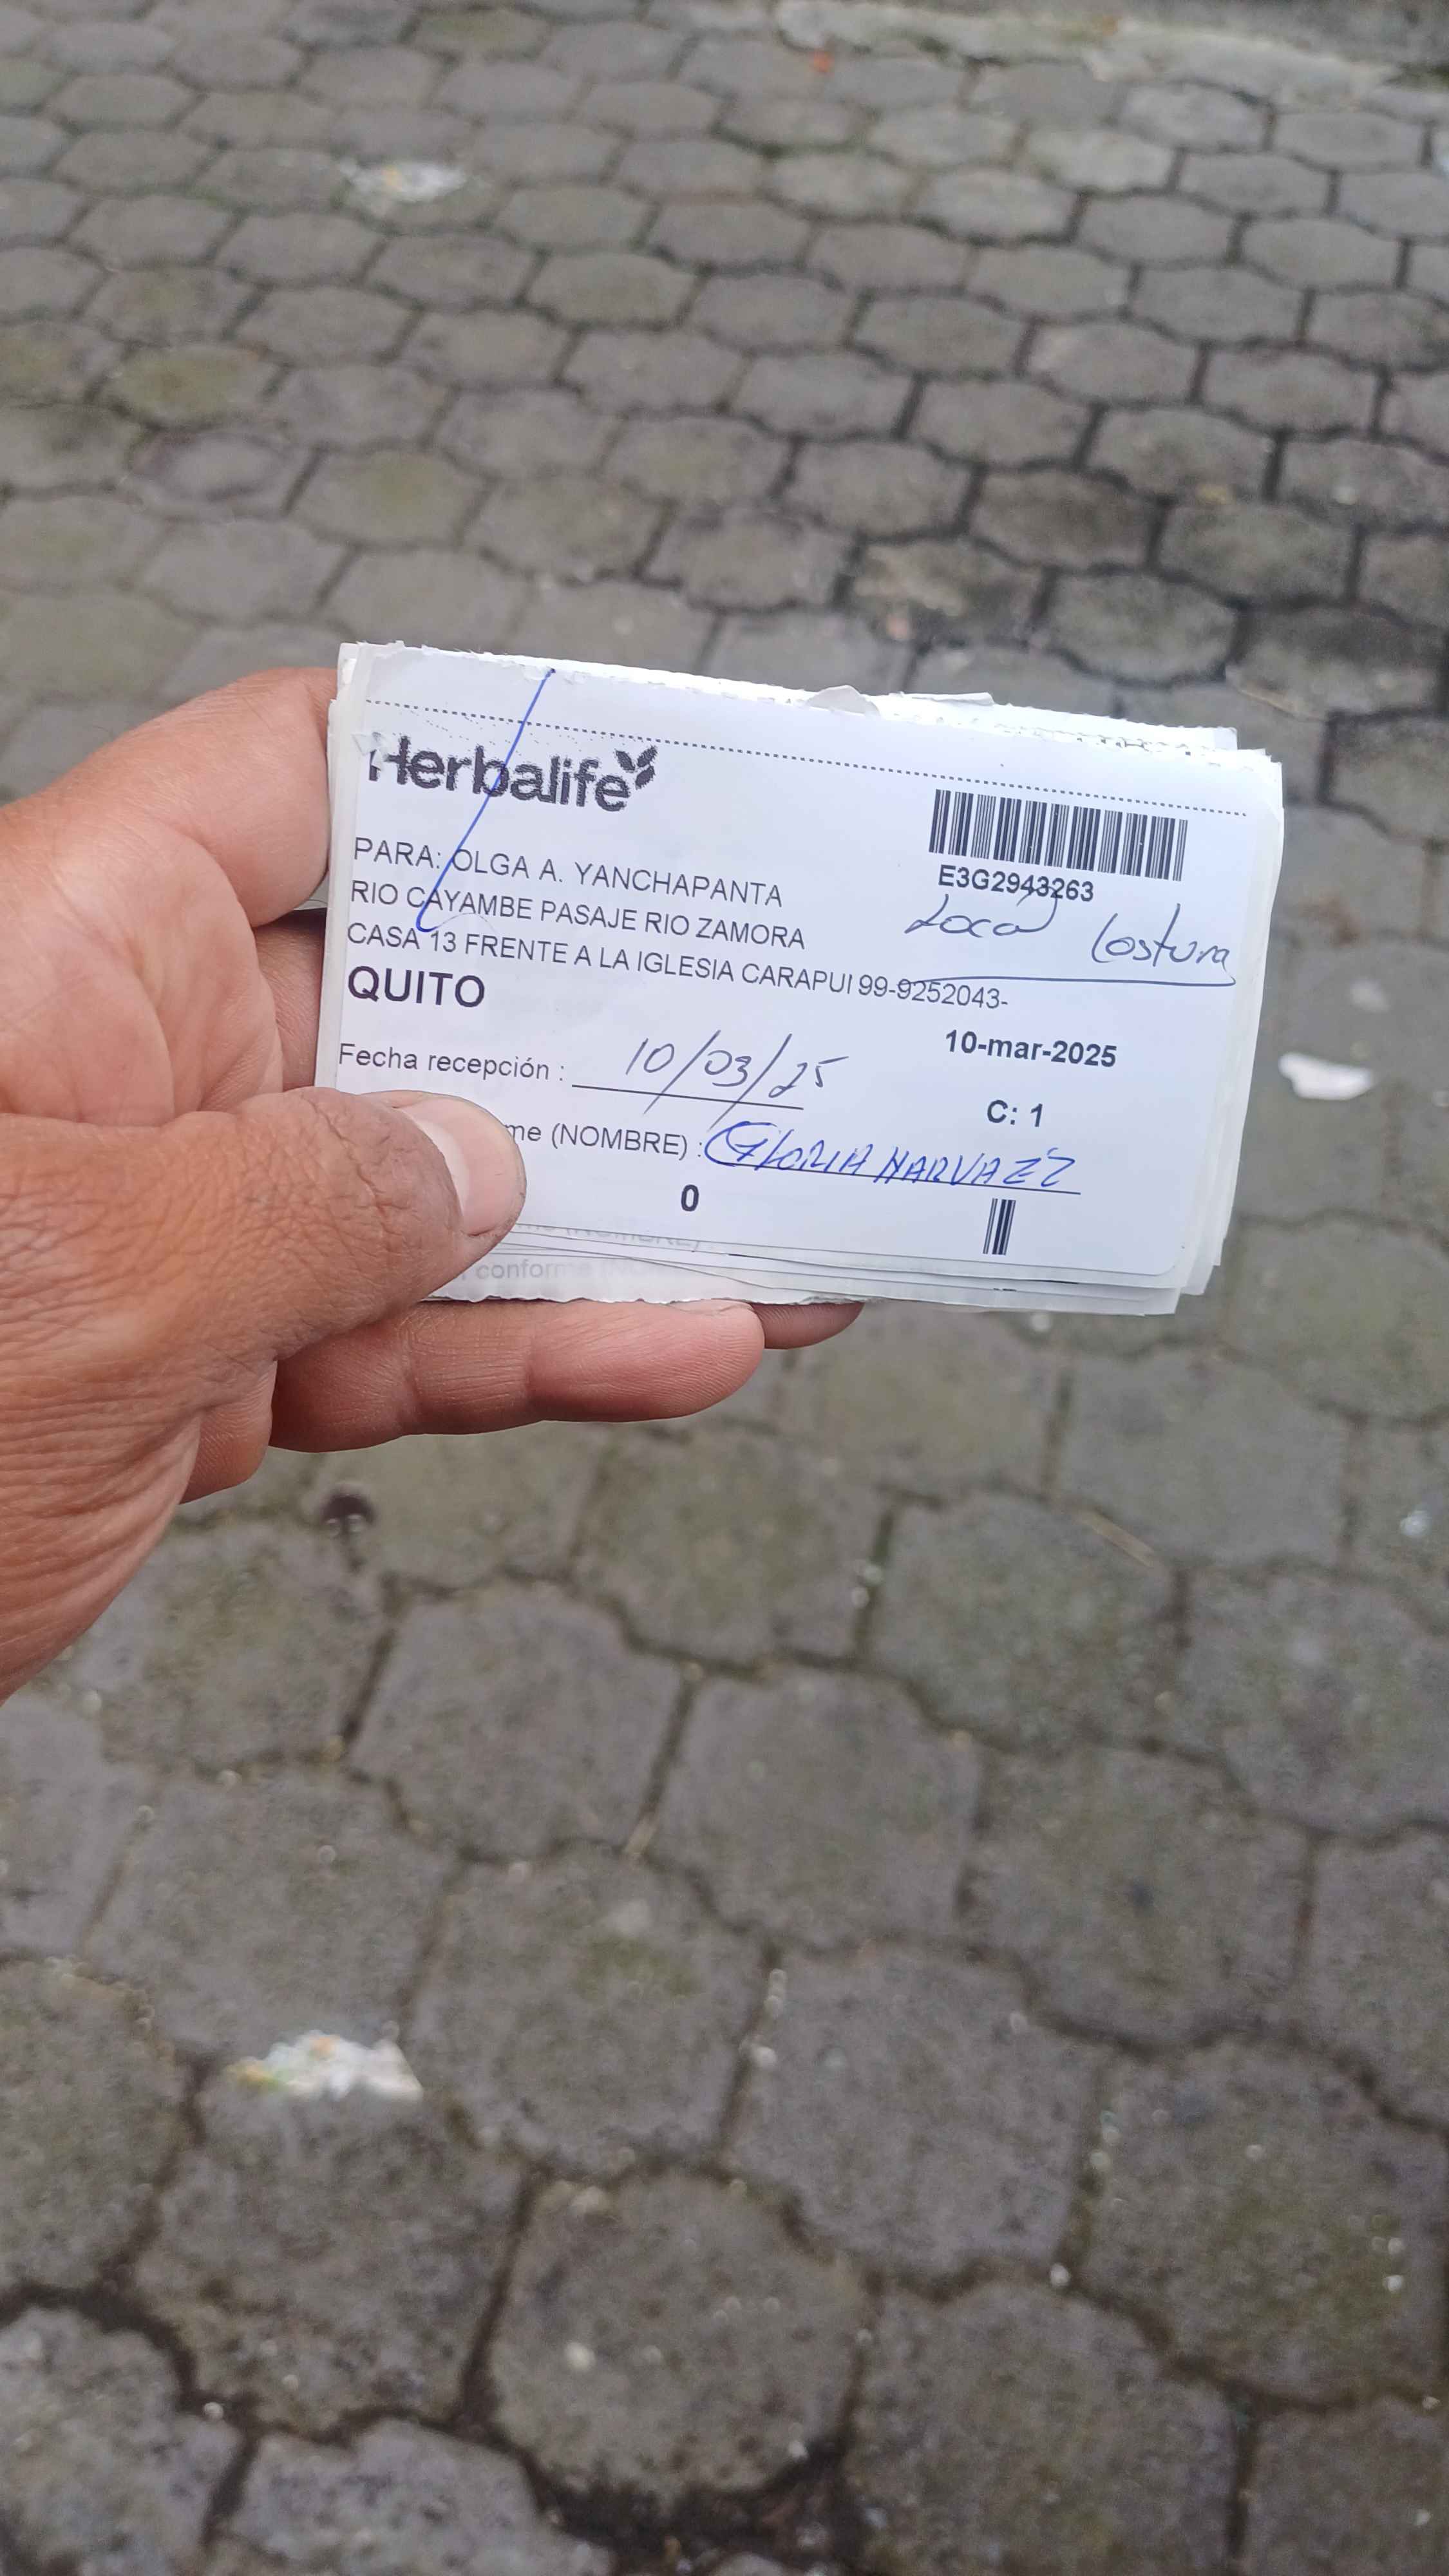 Herbalife
E3G2943263
Local Costura
PARA: OLGA A. YANCHAPANTA
RIO CAYAMBE PASAJE RIO ZAMORA
CASA 13 FRENTE A LA IGLESIA CARAPUI 99-9252043-
QUITO
10-mar-2025
Fecha recepción : 10/03/25
C: 1
me (NOMBRE) : GLORIA NARVAEZ
0
conforme